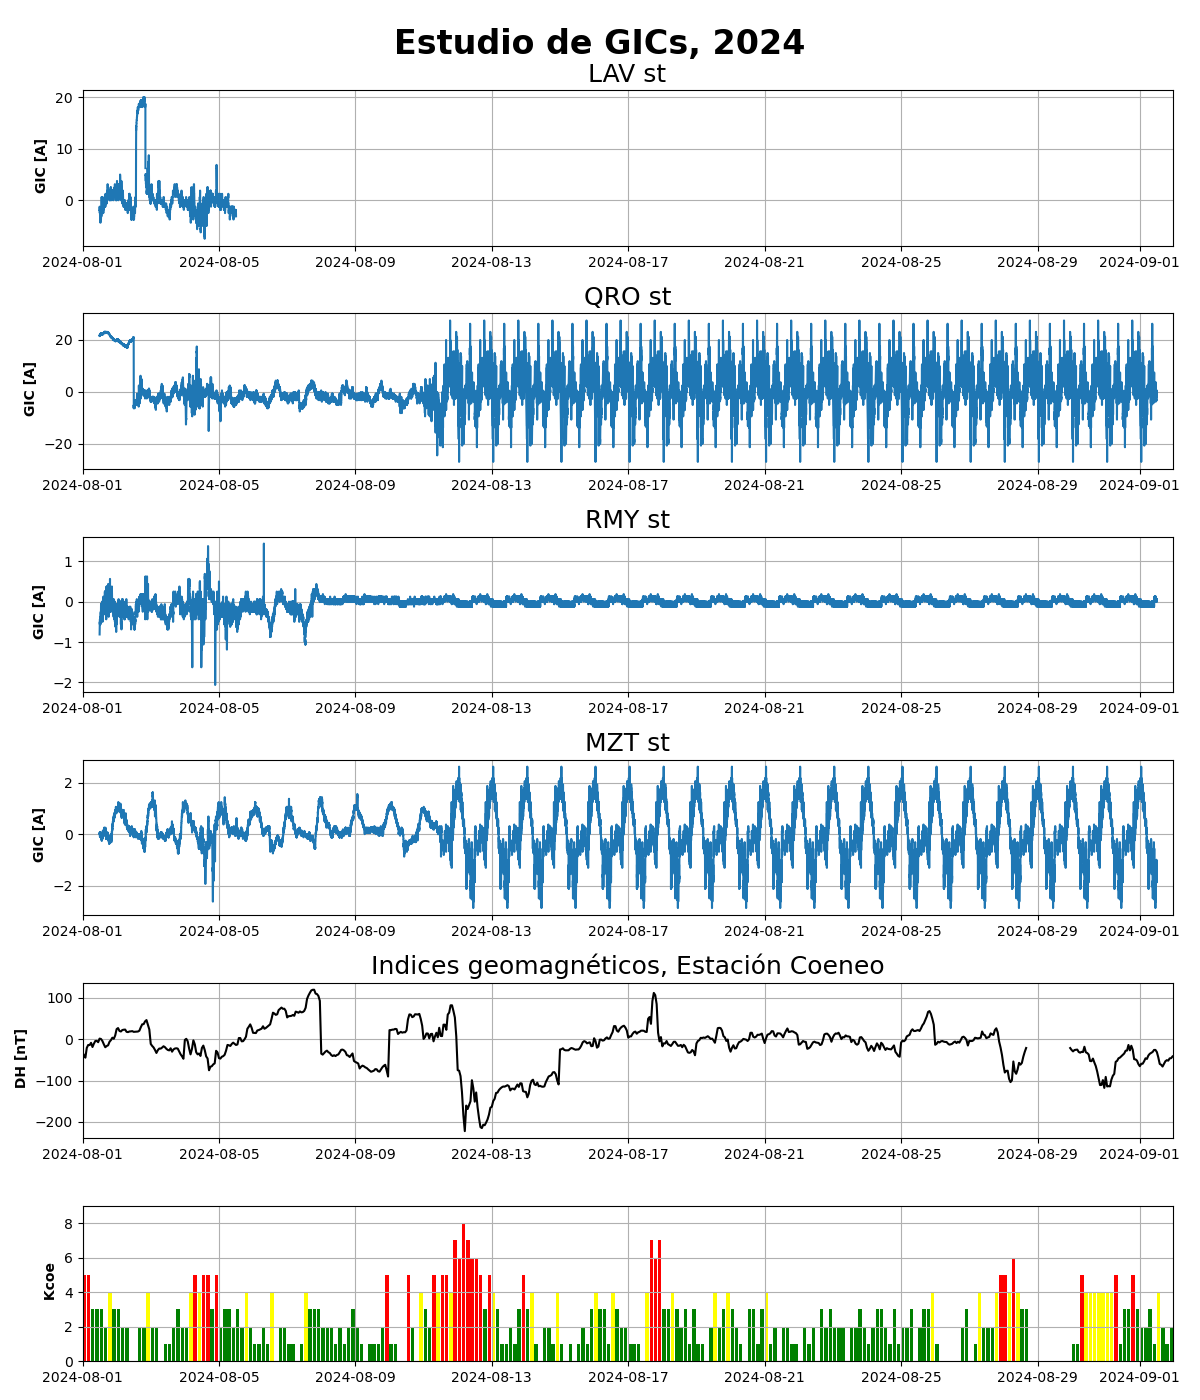 Estudio de GICs, 2024
LAV st
GIC [A]
20
10
0
2024-08-01 2024-08-05 2024-08-09 2024-08-13 2024-08-17 2024-08-21 2024-08-25 2024-08-29 2024-09-01
QRO st
GIC [A]
20
0
−20
2024-08-01 2024-08-05 2024-08-09 2024-08-13 2024-08-17 2024-08-21 2024-08-25 2024-08-29 2024-09-01
RMY st
GIC [A]
1
0
−1
−2
2024-08-01 2024-08-05 2024-08-09 2024-08-13 2024-08-17 2024-08-21 2024-08-25 2024-08-29 2024-09-01
MZT st
GIC [A]
2
0
−2
2024-08-01 2024-08-05 2024-08-09 2024-08-13 2024-08-17 2024-08-21 2024-08-25 2024-08-29 2024-09-01
Indices geomagnéticos, Estación Coeneo
DH [nT]
100
0
−100
−200
2024-08-01 2024-08-05 2024-08-09 2024-08-13 2024-08-17 2024-08-21 2024-08-25 2024-08-29 2024-09-01
Kcoe
8
6
4
2
0
2024-08-01 2024-08-05 2024-08-09 2024-08-13 2024-08-17 2024-08-21 2024-08-25 2024-08-29 2024-09-01